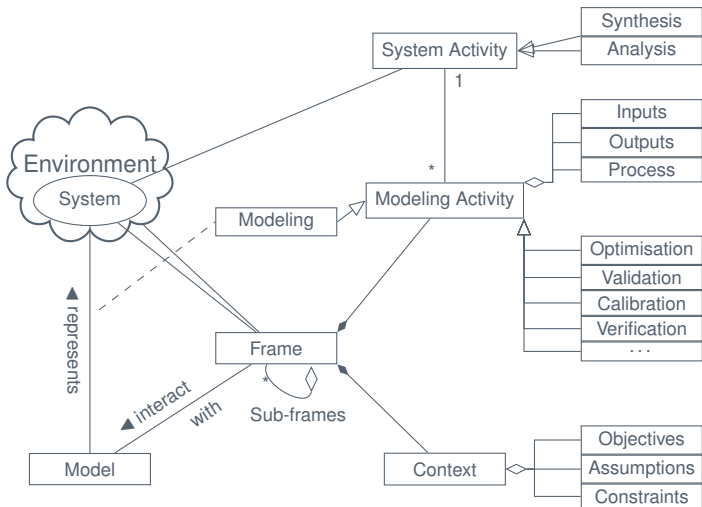 Synthesis
System Activity
Analysis
1
Inputs
Environment
Outputs
*
Process
System
Modeling Activity
Modeling
Optimisation
Validation
◀ represents
Calibration
Verification
Frame
...
*
◀ interact
with
Sub-frames
Objectives
Model
Context
Assumptions
Constraints